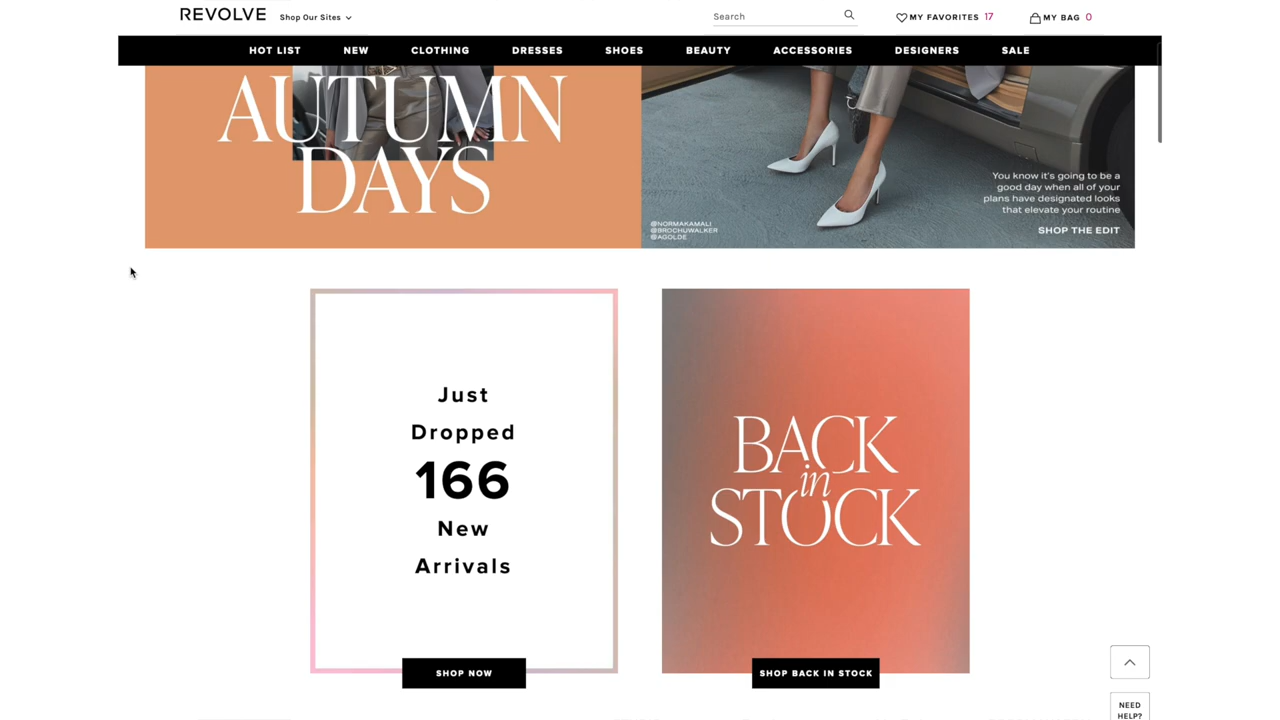 REVOLVE
Shop Our Sites
Search
MY FAVORITES 17
MY BAG 0
HOT LIST
NEW
CLOTHING
DRESSES
SHOES
BEAUTY
ACCESSORIES
DESIGNERS
SALE
AUTUMN
DAYS
You know it's going to be a
good day when all of your
plans have designated looks
that elevate your routine
SHOP THE EDIT
@NORMAKAMALI
@BROCHUWALKER
@AGOLDE
Just
Dropped
166
New
Arrivals
SHOP NOW
BACK
in
STOCK
SHOP BACK IN STOCK
NEED
HELP?